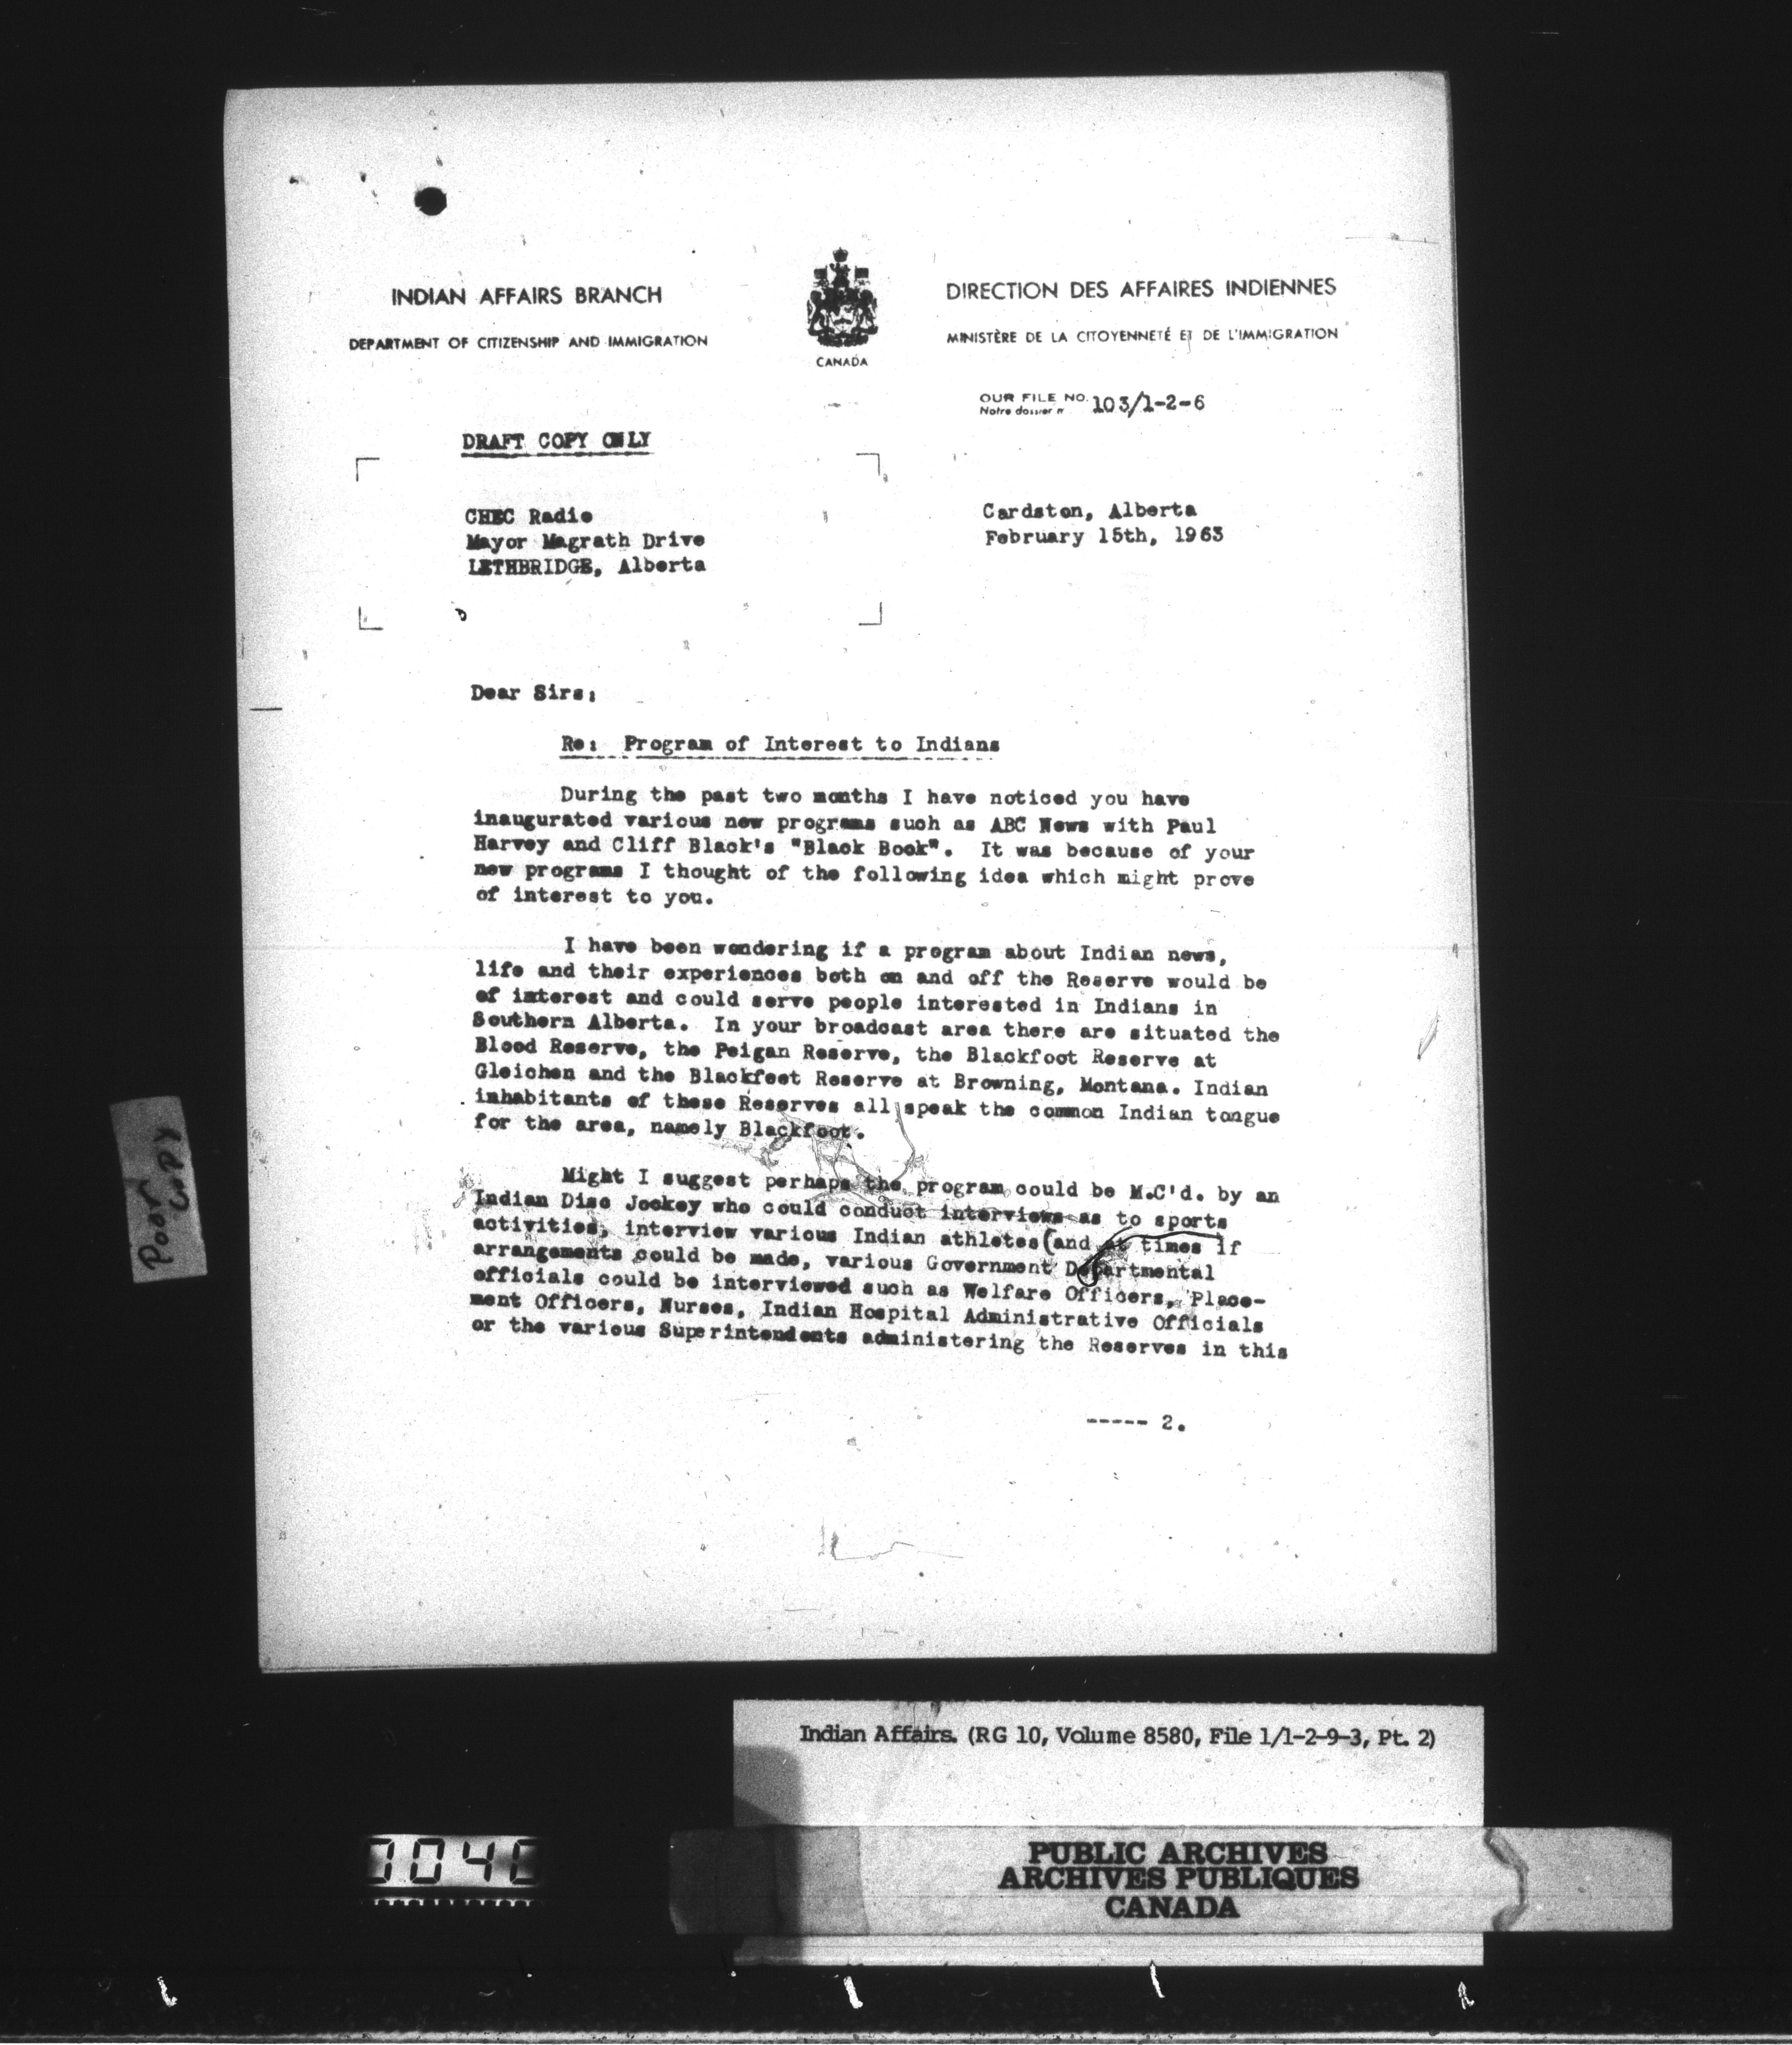 INDIAN AFFAIRS BRANCH
DEPARTMENT OF CITIZENSHIP AND IMMIGRATION
CANADA
DIRECTION DES AFFAIRES INDIENNES
MINISTÈRE DE LA CITOYENNETÉ ET DE L'IMMIGRATION
OUR FILE NO. 103/1-2-6
Notre dossier n°
DRAFT COPY ONLY
CHEC Radio
Mayor Magrath Drive
LETHBRIDGE, Alberta
Cardston, Alberta
February 15th, 1963
Dear Sirs:
Re: Program of Interest to Indians
During the past two months I have noticed you have
inaugurated various new programs such as ABC News with Paul
Harvey and Cliff Black's "Black Book". It was because of your
new programs I thought of the following idea which might prove
of interest to you.
I have been wondering if a program about Indian news,
life and their experiences both on and off the Reserve would be
of interest and could serve people interested in Indians in
Southern Alberta. In your broadcast area there are situated the
Blood Reserve, the Peigan Reserve, the Blackfoot Reserve at
Gleichen and the Blackfeet Reserve at Browning, Montana. Indian
inhabitants of these Reserves all speak the common Indian tongue
for the area, namely Blackfoot.
Might I suggest perhaps the program could be M.C'd. by an
Indian Disc Jockey who could conduct interviews as to sports
activities, interview various Indian athletes (and at times if
arrangements could be made, various Government Departmental
officials could be interviewed such as Welfare Officers, Place-
ment Officers, Nurses, Indian Hospital Administrative Officials
or the various Superintendents administering the Reserves in this
----- 2.
Poor Copy
Indian Affairs. (RG 10, Volume 8580, File 1/1-2-9-3, Pt. 2)
PUBLIC ARCHIVES
ARCHIVES PUBLIQUES
CANADA